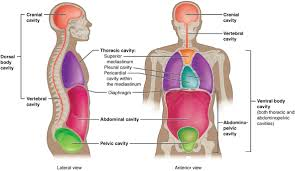 Cranial
cavity
Dorsal
body
cavity
Vertebral
cavity
Thoracic cavity:
Superior
mediastinum
Pleural cavity
Pericardial
cavity within
the mediastinum
Diaphragm
Abdominal cavity
Pelvic cavity
Cranial
cavity
Vertebral
cavity
Ventral body
cavity
(both thoracic and
abdominopelvic
cavities)
Abdomino-
pelvic cavity
Lateral view
Anterior view